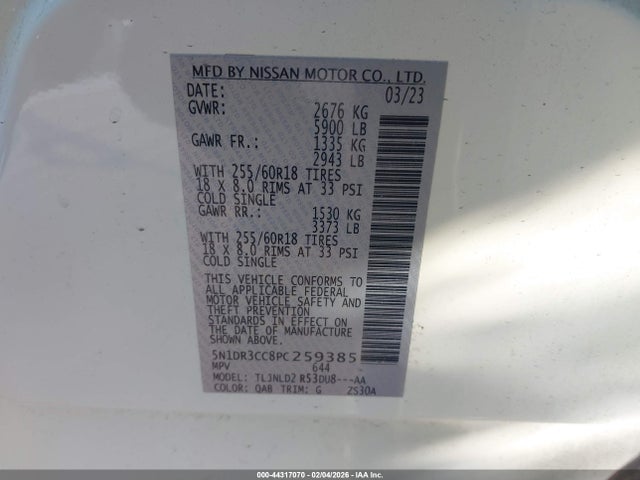 MFD BY NISSAN MOTOR CO., LTD.
DATE: 03/23
GVWR: 2676 KG
5900 LB
GAWR FR.: 1335 KG
2943 LB
WITH 255/60R18 TIRES
18 X 8.0 RIMS AT 33 PSI
COLD SINGLE
GAWR RR.: 1530 KG
3373 LB
WITH 255/60R18 TIRES
18 X 8.0 RIMS AT 33 PSI
COLD SINGLE
THIS VEHICLE CONFORMS TO
ALL APPLICABLE FEDERAL
MOTOR VEHICLE SAFETY AND
THEFT PREVENTION
STANDARDS IN EFFECT ON
THE DATE OF MANUFACTURE
SHOWN ABOVE.
5N1DR3CC8PC259385
MPV 644
MODEL: TLJNLD2 RS3DU8---AA
COLOR: QAB TRIM: G ZS30A
000-44317070 - 02/04/2026 - IAA Inc.